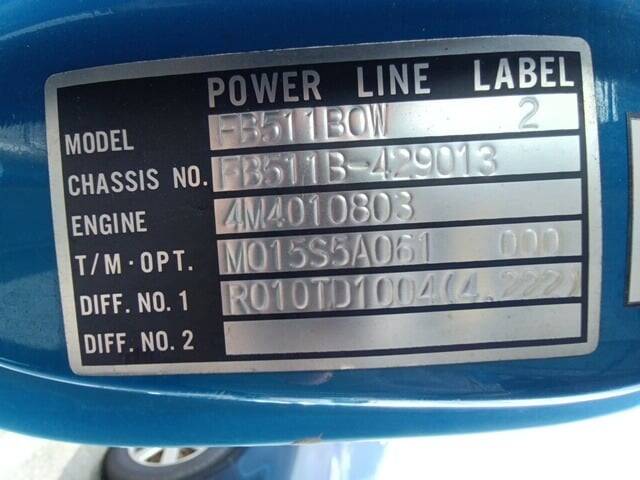 POWER LINE LABEL
MODEL FB511B0W 2
CHASSIS NO. FB511B-429013
ENGINE 4M4010803
T/M·OPT. M015S5A061 000
DIFF. NO. 1 R010TD1004(4.222)
DIFF. NO. 2